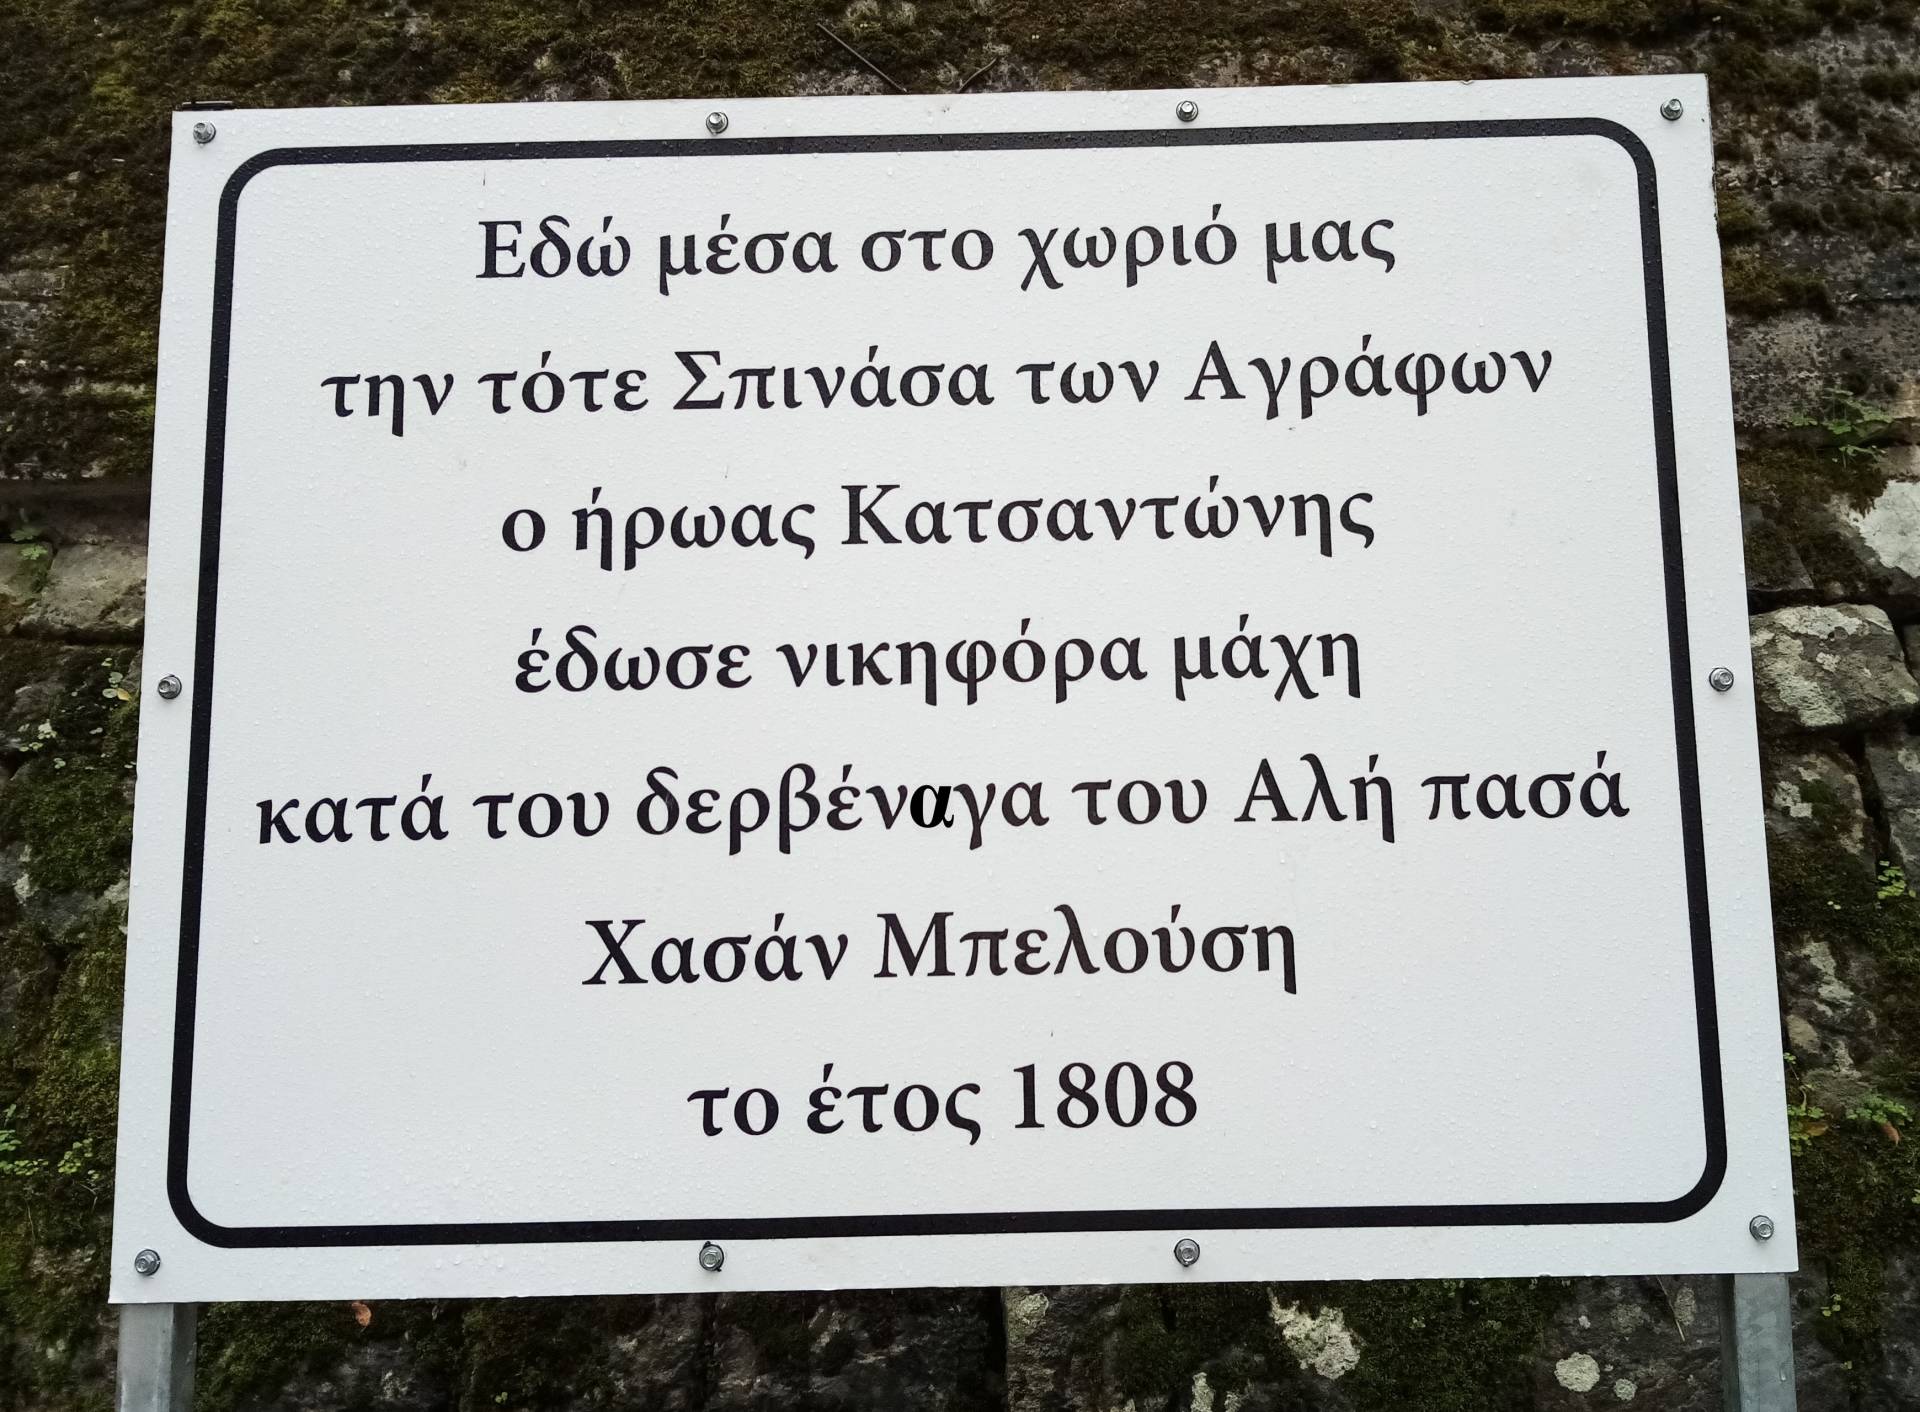 Εδώ μέσα στο χωριό μας
την τότε Σπινάσα των Αγράφων
ο ήρωας Κατσαντώνης
έδωσε νικηφόρα μάχη
κατά του δερβέναγα του Αλή πασά
Χασάν Μπελούση
το έτος 1808